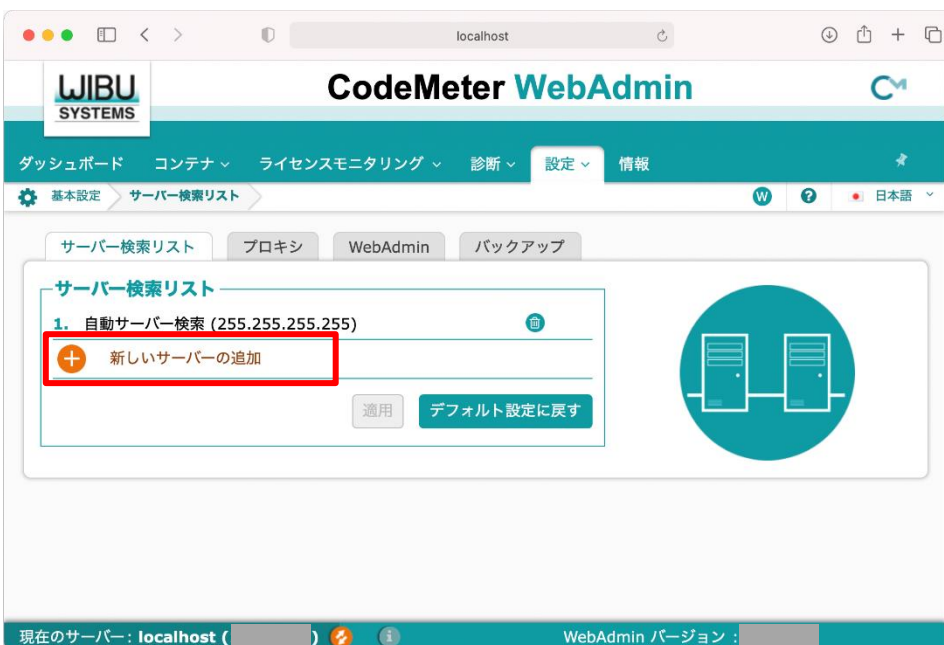 localhost
WIBU
SYSTEMS
CodeMeter WebAdmin
CM
ダッシュボード コンテナ ライセンスモニタリング 診断 設定 情報
基本設定 サーバー検索リスト W ? 日本語
サーバー検索リスト プロキシ WebAdmin バックアップ
サーバー検索リスト
1. 自動サーバー検索 (255.255.255.255)
新しいサーバーの追加
適用 デフォルト設定に戻す
現在のサーバー: localhost ( ) i WebAdmin バージョン :